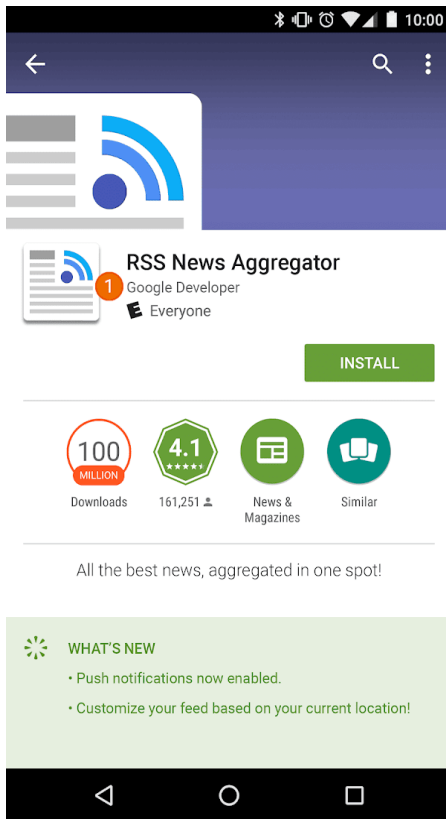 10:00
RSS News Aggregator
1
Google Developer
E Everyone
INSTALL
100
MILLION
4.1
Downloads
161,251
News &
Magazines
Similar
All the best news, aggregated in one spot!
WHAT'S NEW
• Push notifications now enabled.
• Customize your feed based on your current location!